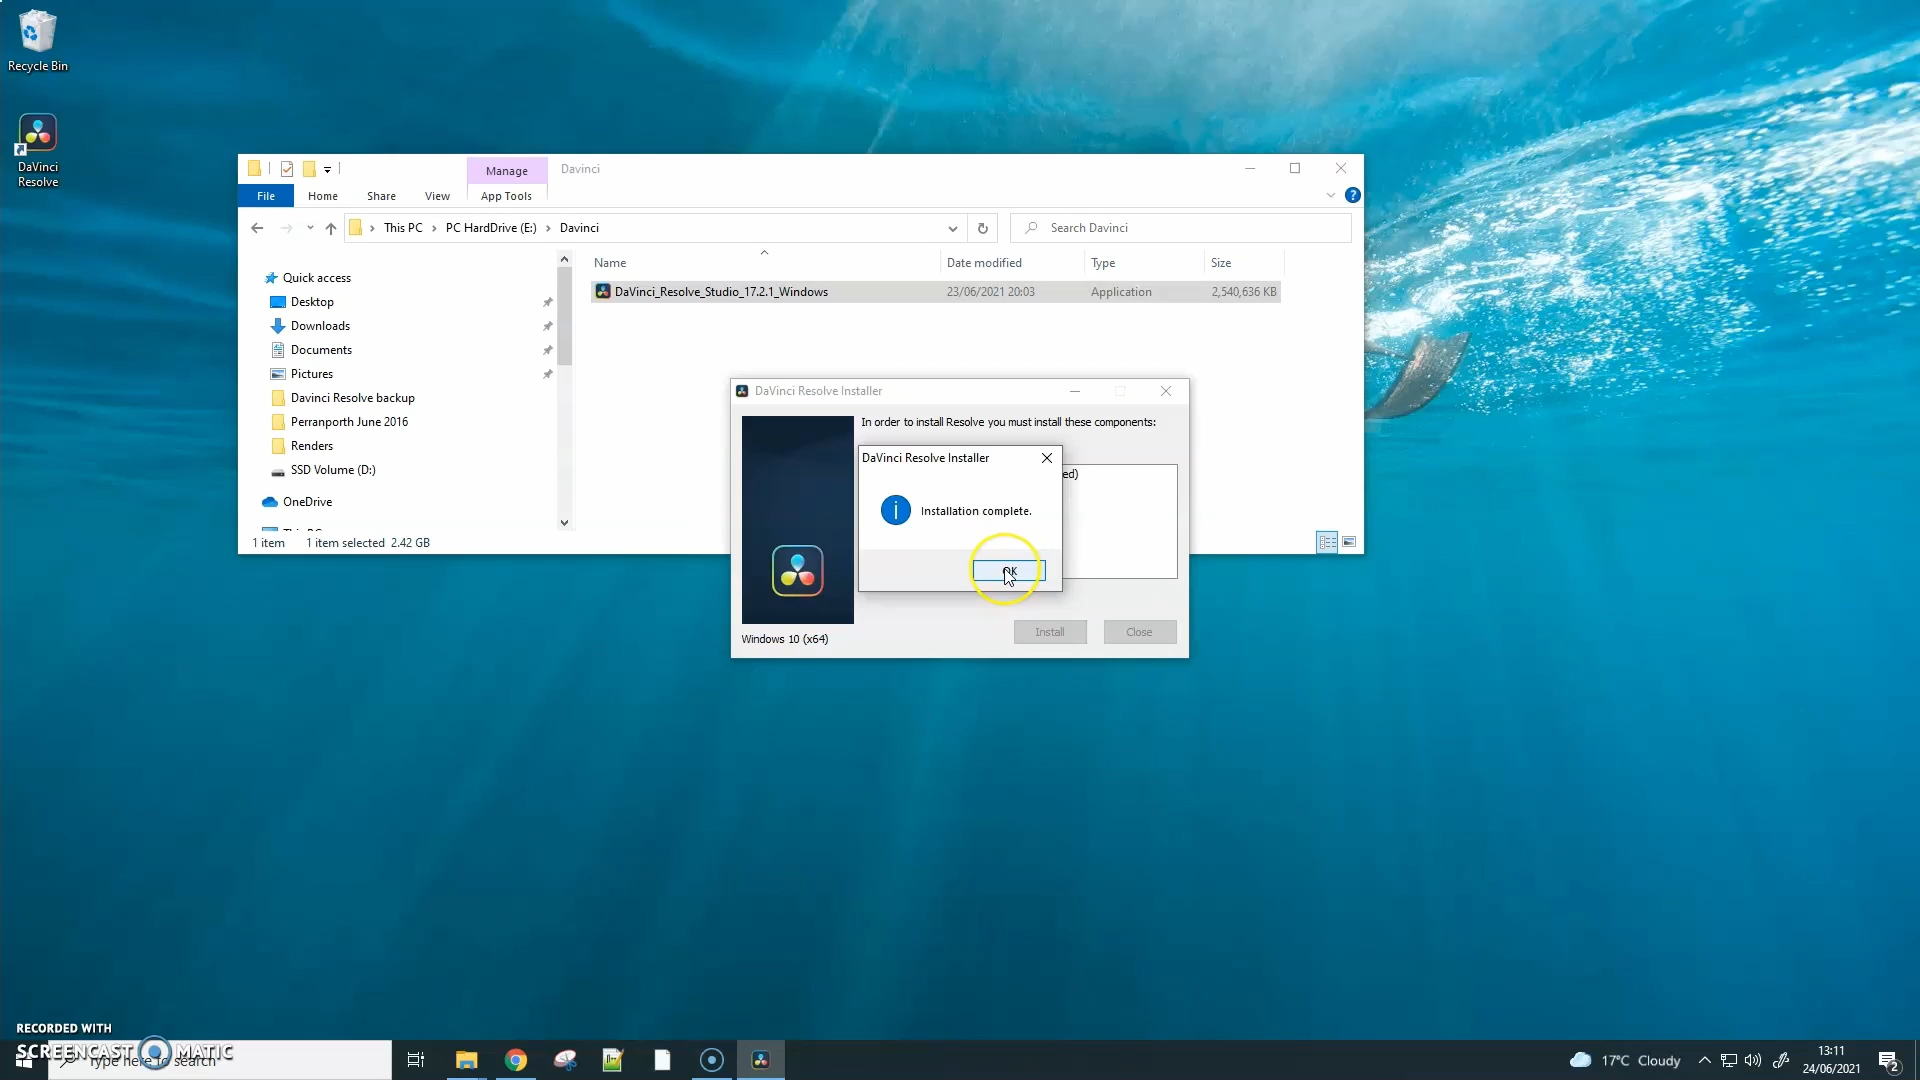 Recycle Bin
DaVinci
Resolve
Manage
Davinci
File
Home
Share
View
App Tools
This PC
PC HardDrive (E:)
Davinci
Search Davinci
Name
Date modified
Type
Size
Quick access
Desktop
Downloads
Documents
Pictures
Davinci Resolve backup
Perranporth June 2016
Renders
SSD Volume (D:)
OneDrive
This PC
DaVinci_Resolve_Studio_17.2.1_Windows
23/06/2021 20:03
Application
2,540,636 KB
1 item
1 item selected 2.42 GB
DaVinci Resolve Installer
In order to install Resolve you must install these components:
DaVinci Resolve Installer
ed)
Installation complete.
OK
Install
Close
Windows 10 (x64)
RECORDED WITH
SCREENCAST MATIC
Type here to search
17°C Cloudy
13:11
24/06/2021
2